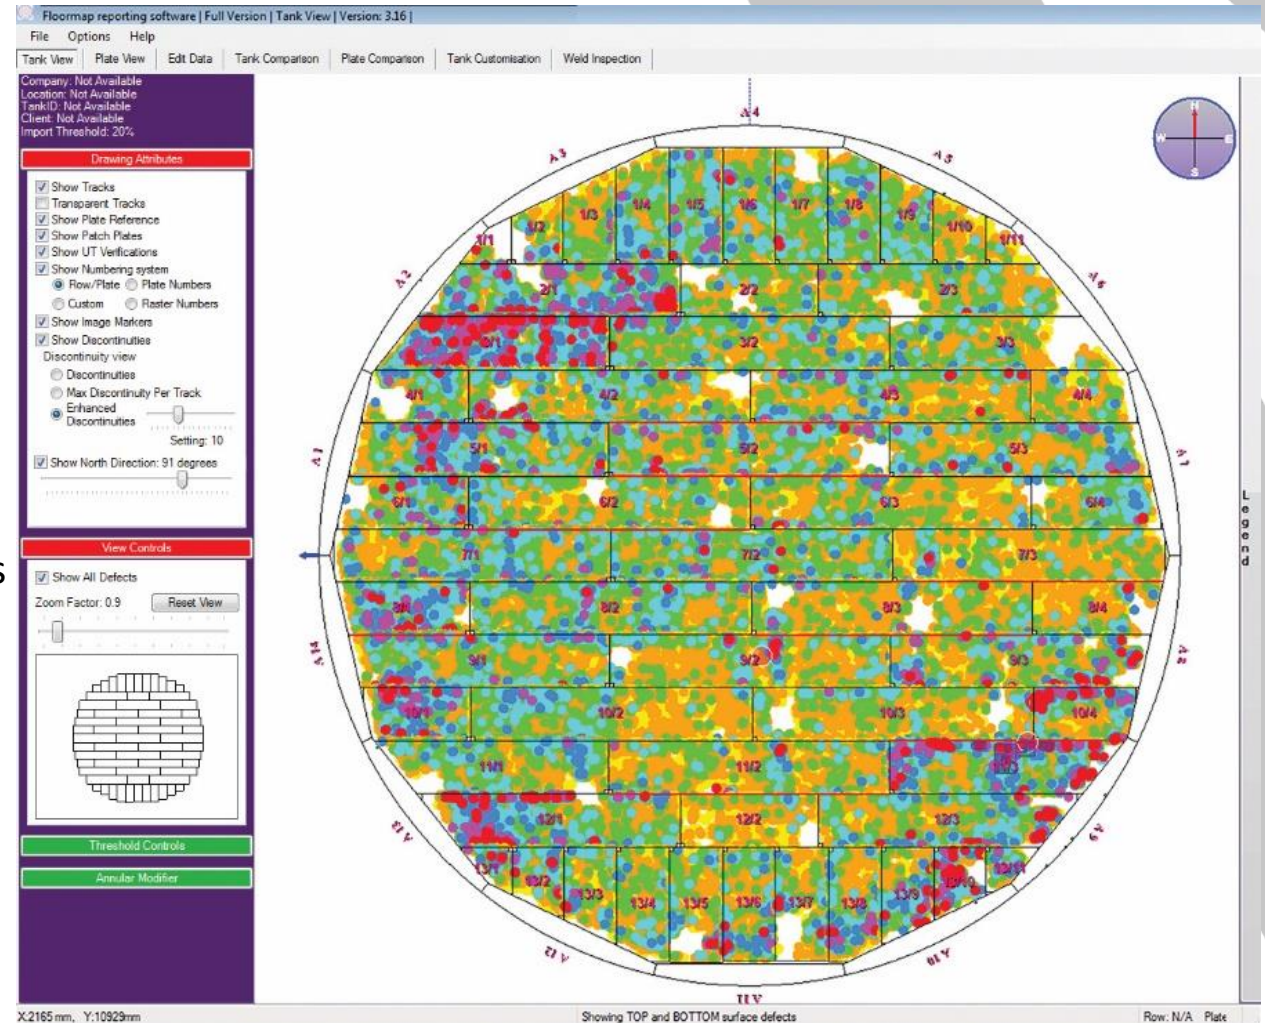 Floormap reporting software | Full Version | Tank View | Version: 3.16 |
File Options Help
Tank View Plate View Edit Data Tank Comparison Plate Comparison Tank Customisation Weld Inspection
Company: Not Available
Location: Not Available
TankID: Not Available
Client: Not Available
Import Threshold: 20%
Drawing Attributes
Show Tracks
Transparent Tracks
Show Plate Reference
Show Patch Plates
Show UT Verifications
Show Numbering system
Row/Plate Plate Numbers
Custom Raster Numbers
Show Image Markers
Show Discontinuities
Discontinuity view
Discontinuities
Max Discontinuity Per Track
Enhanced
Discontinuities
Setting: 10
Show North Direction: 91 degrees
View Controls
s
Show All Defects
Zoom Factor: 0.9 Reset View
Threshold Controls
Annular Modifier
A4
A3 A5
A2 A6
A1 A7
A14 A8
A13 A9
A12 A10
A11
N
W E
S
1/1 1/2 1/3 1/4 1/5 1/6 1/7 1/8 1/9 1/10 1/11
2/1 2/2 2/3
3/1 3/2 3/3
4/1 4/2 4/3 4/4
5/1 5/2 5/3
6/1 6/2 6/3 6/4
7/1 7/2 7/3
8/1 8/2 8/3 8/4
9/1 9/2 9/3
10/1 10/2 10/3 10/4
11/1 11/2 11/3
12/1 12/2 12/3
13/1 13/2 13/3 13/4 13/5 13/6 13/7 13/8 13/9 13/10 13/11
Legend
X:2165 mm, Y:10929mm Showing TOP and BOTTOM surface defects Row: N/A Plate